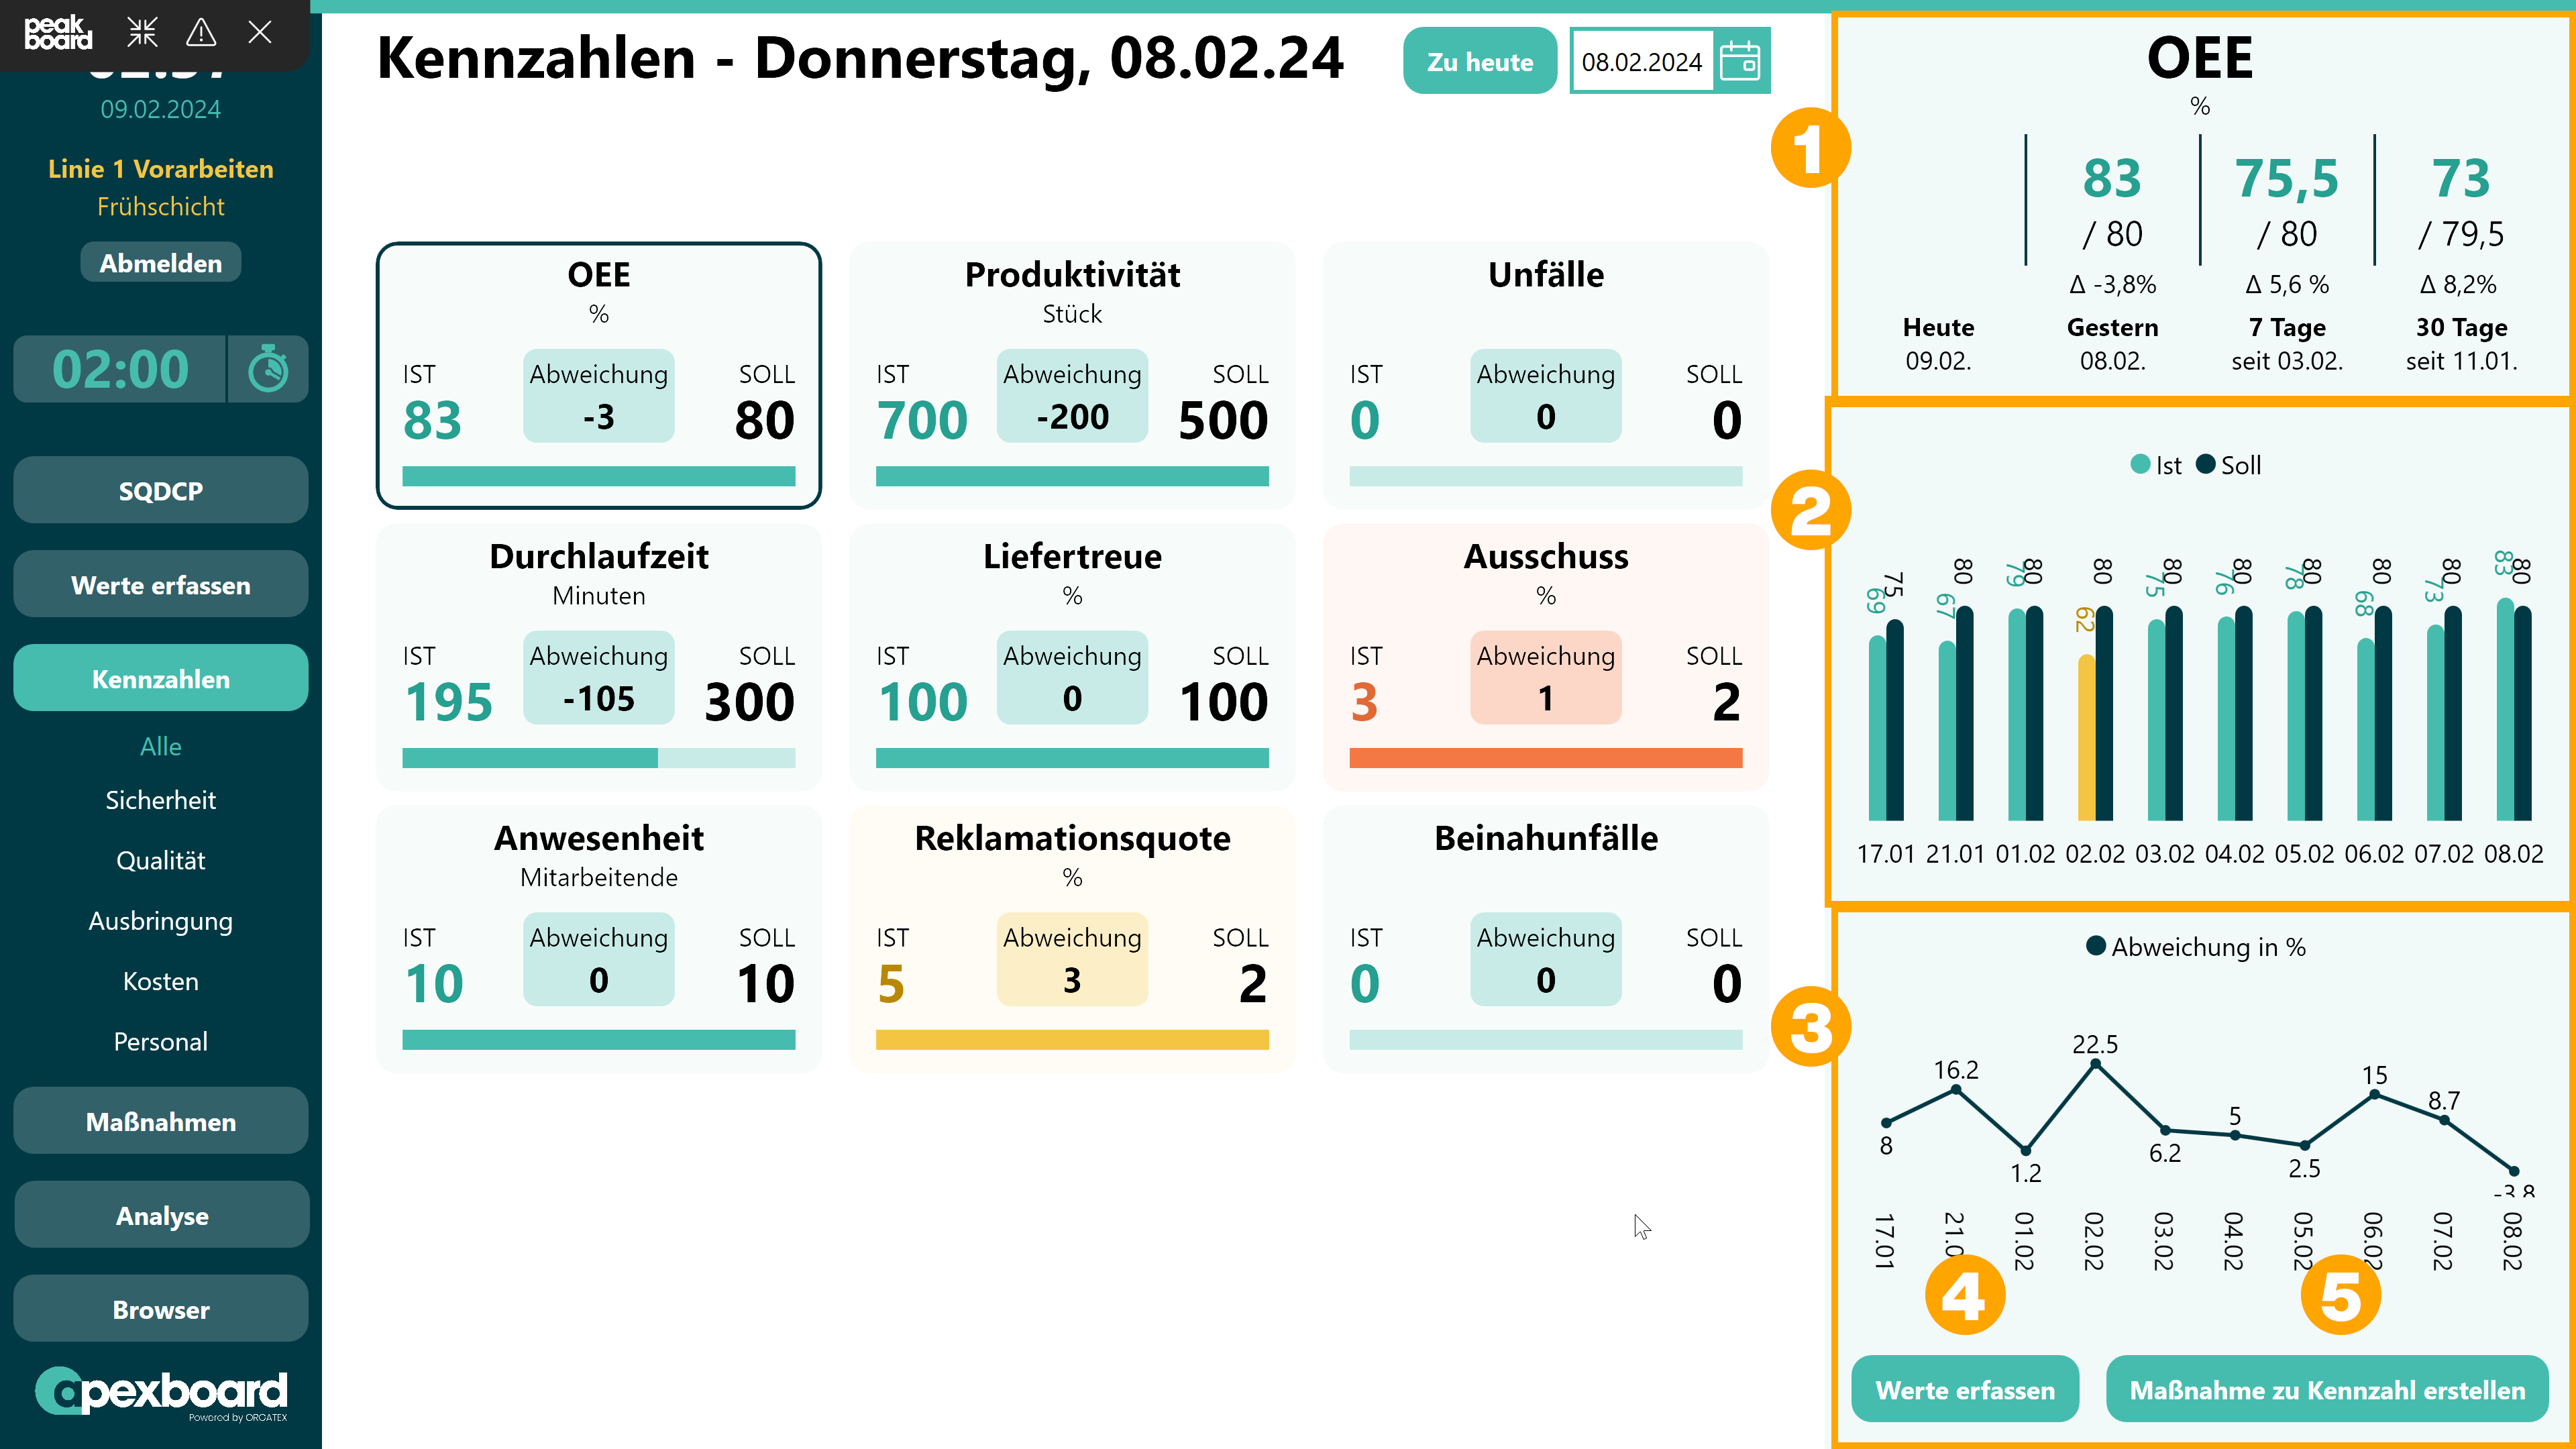 peak
board
09.02.2024
Linie 1 Vorarbeiten
Frühschicht
Abmelden
02:00
SQDCP
Werte erfassen
Kennzahlen
Alle
Sicherheit
Qualität
Ausbringung
Kosten
Personal
Maßnahmen
Analyse
Browser
apexboard
Powered by ORCATEX
Kennzahlen - Donnerstag, 08.02.24
Zu heute
08.02.2024
OEE
%
IST Abweichung SOLL
83 -3 80
Produktivität
Stück
IST Abweichung SOLL
700 -200 500
Unfälle
IST Abweichung SOLL
0 0 0
Durchlaufzeit
Minuten
IST Abweichung SOLL
195 -105 300
Liefertreue
%
IST Abweichung SOLL
100 0 100
Ausschuss
%
IST Abweichung SOLL
3 1 2
Anwesenheit
Mitarbeitende
IST Abweichung SOLL
10 0 10
Reklamationsquote
%
IST Abweichung SOLL
5 3 2
Beinahunfälle
IST Abweichung SOLL
0 0 0
1
OEE
%
83 75,5 73
/ 80 / 80 / 79,5
Δ -3,8% Δ 5,6 % Δ 8,2%
Heute Gestern 7 Tage 30 Tage
09.02. 08.02. seit 03.02. seit 11.01.
2
Ist Soll
69 75 67 80 79 80 62 80 75 80 76 80 78 80 68 80 73 80 83 80
17.01 21.01 01.02 02.02 03.02 04.02 05.02 06.02 07.02 08.02
3
Abweichung in %
8 16.2 1.2 22.5 6.2 5 2.5 15 8.7 -3.8
17.01 21.0 01.02 02.02 03.02 04.02 05.02 06.02 07.02 08.02
4 5
Werte erfassen
Maßnahme zu Kennzahl erstellen